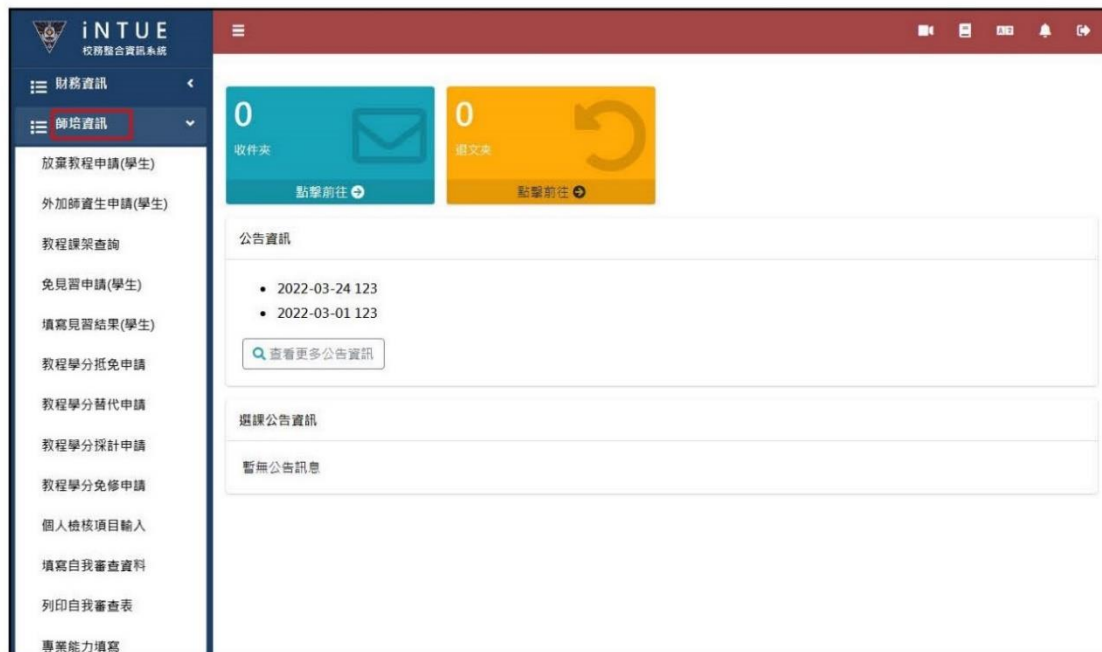 iNTUE
校務整合資訊系統
財務資訊
師培資訊
放棄教程申請(學生)
外加師資生申請(學生)
教程課架查詢
免見習申請(學生)
填寫見習結果(學生)
教程學分抵免申請
教程學分替代申請
教程學分採計申請
教程學分免修申請
個人檢核項目輸入
填寫自我審查資料
列印自我審查表
專業能力填寫
0
收件夾
點擊前往
0
退文夾
點擊前往
公告資訊
2022-03-24 123
2022-03-01 123
查看更多公告資訊
選課公告資訊
暫無公告訊息